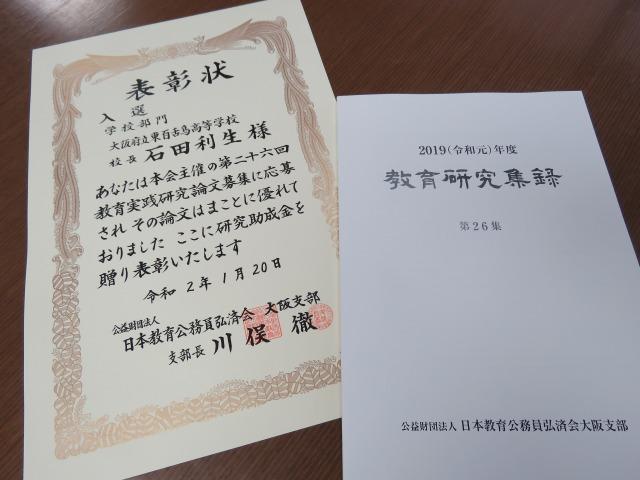 表彰状
入選
学校部門
大阪府立東百舌鳥高等学校
校長 石田利生 様
あなたは本会主催の第二十六回
教育実践研究論文募集に応募
され その論文はまことに優れて
おりました ここに研究助成金を
贈り表彰いたします
令和 2年 1月 20日
公益財団法人
日本教育公務員弘済会 大阪支部
支部長 川俣 徹
2019(令和元)年度
教育研究集録
第26集
公益財団法人 日本教育公務員弘済会大阪支部